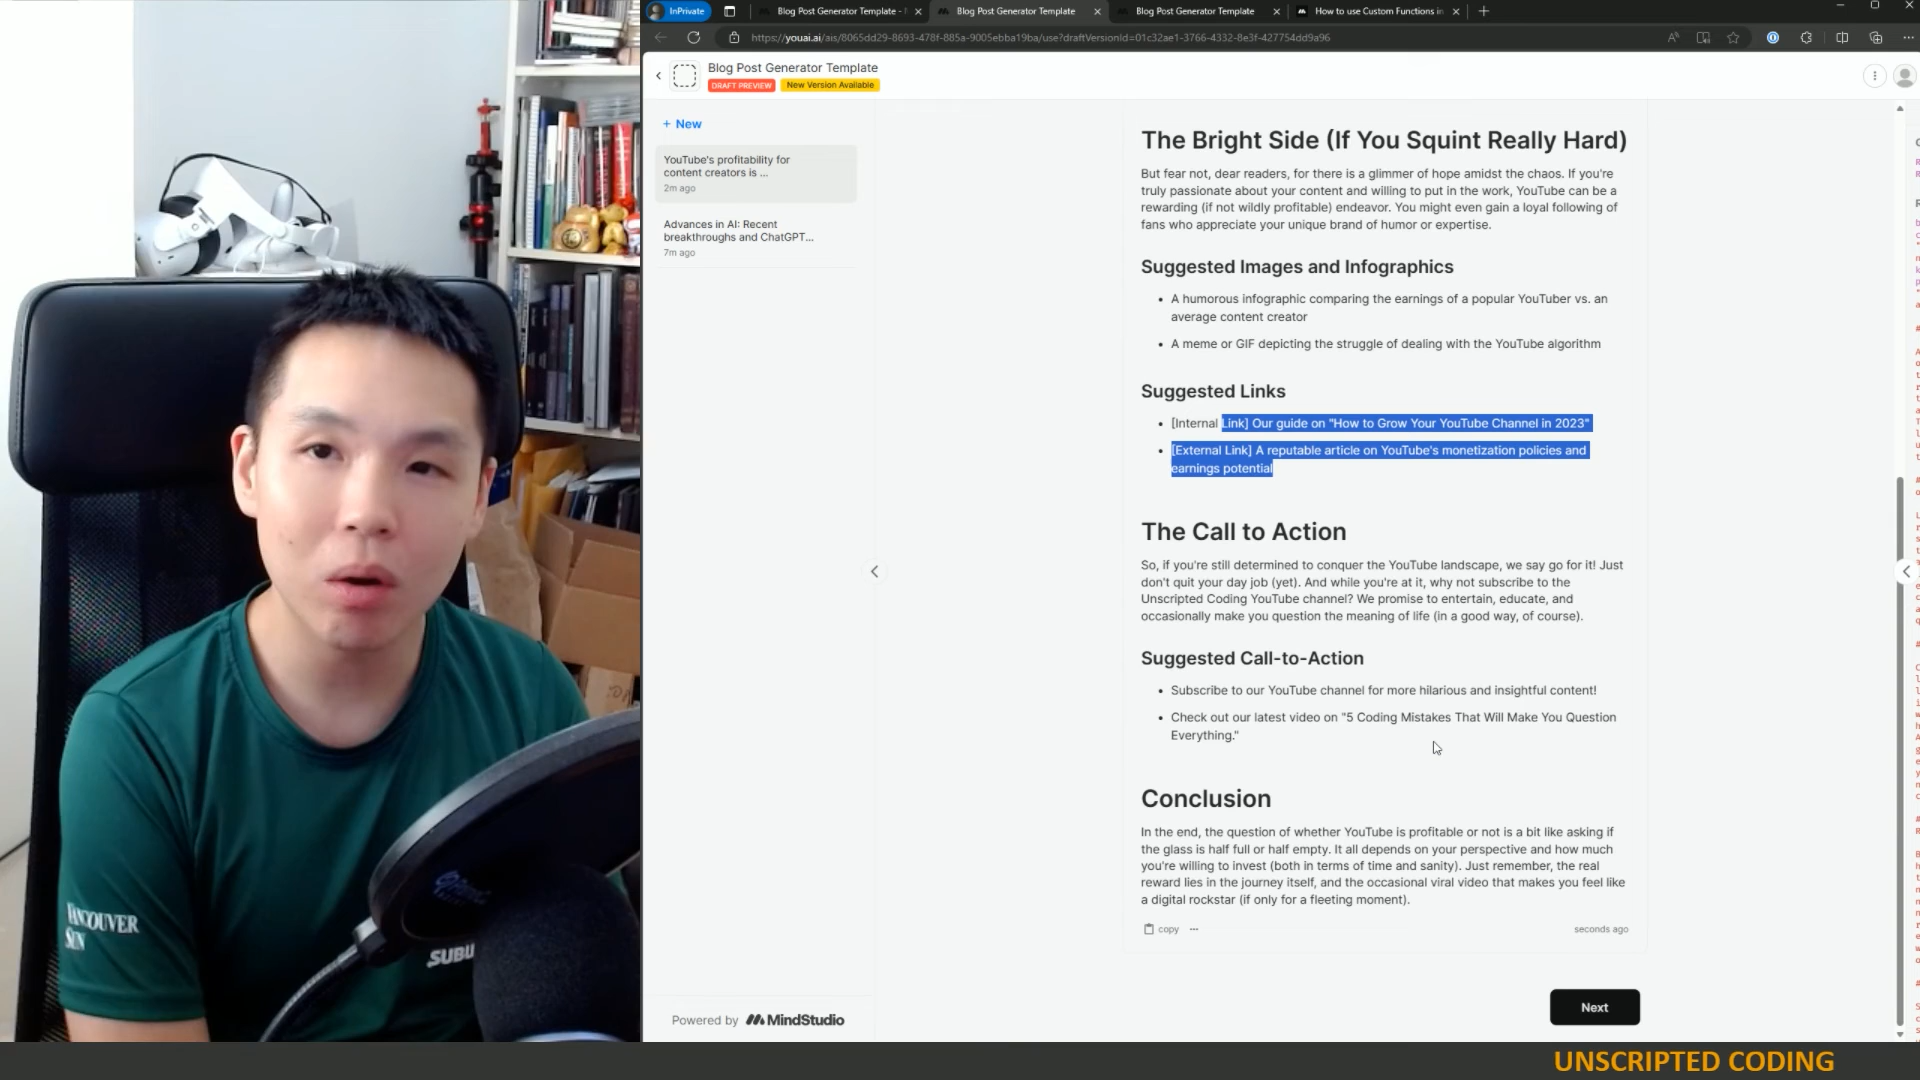 InPrivate
Blog Post Generator Template -
Blog Post Generator Template
Blog Post Generator Template
How to use Custom Functions in
https://youai.ai/ais/8065dd29-8693-478f-885a-9005ebba19ba/use?draftVersionId=01c32ae1-3766-4332-8e3f-427754dd9a96
Blog Post Generator Template
DRAFT PREVIEW
New Version Available
+ New
YouTube's profitability for
content creators is ...
2m ago
Advances in AI: Recent
breakthroughs and ChatGPT...
7m ago
The Bright Side (If You Squint Really Hard)
But fear not, dear readers, for there is a glimmer of hope amidst the chaos. If you're
truly passionate about your content and willing to put in the work, YouTube can be a
rewarding (if not wildly profitable) endeavor. You might even gain a loyal following of
fans who appreciate your unique brand of humor or expertise.
Suggested Images and Infographics
• A humorous infographic comparing the earnings of a popular YouTuber vs. an
average content creator
• A meme or GIF depicting the struggle of dealing with the YouTube algorithm
Suggested Links
• [Internal Link] Our guide on "How to Grow Your YouTube Channel in 2023"
• [External Link] A reputable article on YouTube's monetization policies and
earnings potential
The Call to Action
So, if you're still determined to conquer the YouTube landscape, we say go for it! Just
don't quit your day job (yet). And while you're at it, why not subscribe to the
Unscripted Coding YouTube channel? We promise to entertain, educate, and
occasionally make you question the meaning of life (in a good way, of course).
Suggested Call-to-Action
• Subscribe to our YouTube channel for more hilarious and insightful content!
• Check out our latest video on "5 Coding Mistakes That Will Make You Question
Everything."
Conclusion
In the end, the question of whether YouTube is profitable or not is a bit like asking if
the glass is half full or half empty. It all depends on your perspective and how much
you're willing to invest (both in terms of time and sanity). Just remember, the real
reward lies in the journey itself, and the occasional viral video that makes you feel like
a digital rockstar (if only for a fleeting moment).
copy
seconds ago
Next
Powered by MindStudio
VANCOUVER
SUN
SUBU
UNSCRIPTED CODING